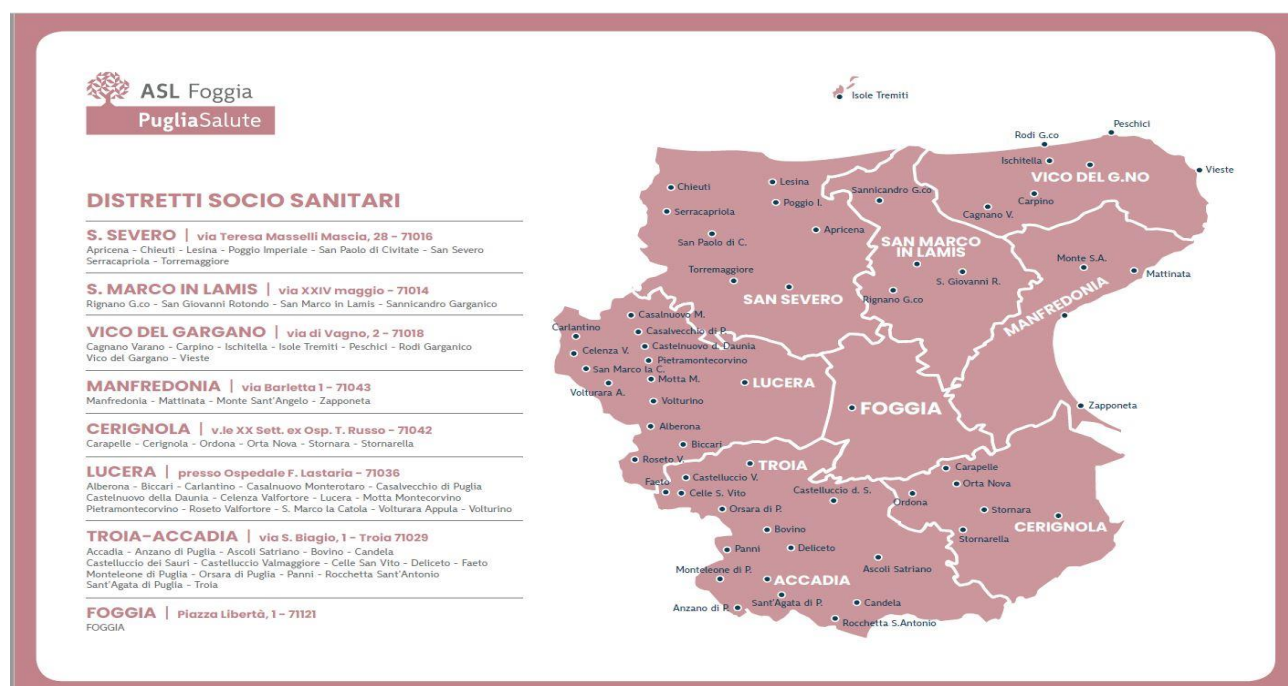 ASL Foggia
PugliaSalute
DISTRETTI SOCIO SANITARI
S. SEVERO | via Teresa Masselli Mascia, 28 - 71016
Apricena - Chieuti - Lesina - Poggio Imperiale - San Paolo di Civitate - San Severo
Serracapriola - Torremaggiore
S. MARCO IN LAMIS | via XXIV maggio - 71014
Rignano G.co - San Giovanni Rotondo - San Marco in Lamis - Sannicandro Garganico
VICO DEL GARGANO | via di Vagno, 2 - 71018
Cagnano Varano - Carpino - Ischitella - Isole Tremiti - Peschici - Rodi Garganico
Vico del Gargano - Vieste
MANFREDONIA | via Barletta 1 - 71043
Manfredonia - Mattinata - Monte Sant'Angelo - Zapponeta
CERIGNOLA | v.le XX Sett. ex Osp. T. Russo - 71042
Carapelle - Cerignola - Ordona - Orta Nova - Stornara - Stornarella
LUCERA | presso Ospedale F. Lastaria - 71036
Alberona - Biccari - Carlantino - Casalnuovo Monterotaro - Casalvecchio di Puglia
Castelnuovo della Daunia - Celenza Valfortore - Lucera - Motta Montecorvino
Pietramontecorvino - Roseto Valfortore - S. Marco la Catola - Volturara Appula - Volturino
TROIA-ACCADIA | via S. Biagio, 1 - Troia 71029
Accadia - Anzano di Puglia - Ascoli Satriano - Bovino - Candela
Castelluccio dei Sauri - Castelluccio Valmaggiore - Celle San Vito - Deliceto - Faeto
Monteleone di Puglia - Orsara di Puglia - Panni - Rocchetta Sant'Antonio
Sant'Agata di Puglia - Troia
FOGGIA | Piazza Libertà, 1 - 71121
FOGGIA
Isole Tremiti
Peschici
Rodi G.co
Ischitella
VICO DEL G.NO
Vieste
Carpino
Cagnano V.
Chieuti
Lesina
Sannicandro G.co
Poggio I.
Serracapriola
Apricena
San Paolo di C.
SAN MARCO
IN LAMIS
Monte S.A.
Mattinata
S. Giovanni R.
Torremaggiore
Rignano G.co
SAN SEVERO
MANFREDONIA
Casalnuovo M.
Carlantino
Casalvecchio di P.
Castelnuovo d. Daunia
Celenza V.
Pietramontecorvino
San Marco la C.
Motta M.
LUCERA
Volturara A.
Volturino
FOGGIA
Zapponeta
Alberona
Biccari
Roseto V.
TROIA
Carapelle
Castelluccio V.
Faeto
Orta Nova
Celle S. Vito
Castelluccio d. S.
Ordona
Orsara di P.
Stornara
CERIGNOLA
Bovino
Stornarella
Panni
Deliceto
Ascoli Satriano
Monteleone di P.
ACCADIA
Sant'Agata di P.
Candela
Anzano di P.
Rocchetta S.Antonio